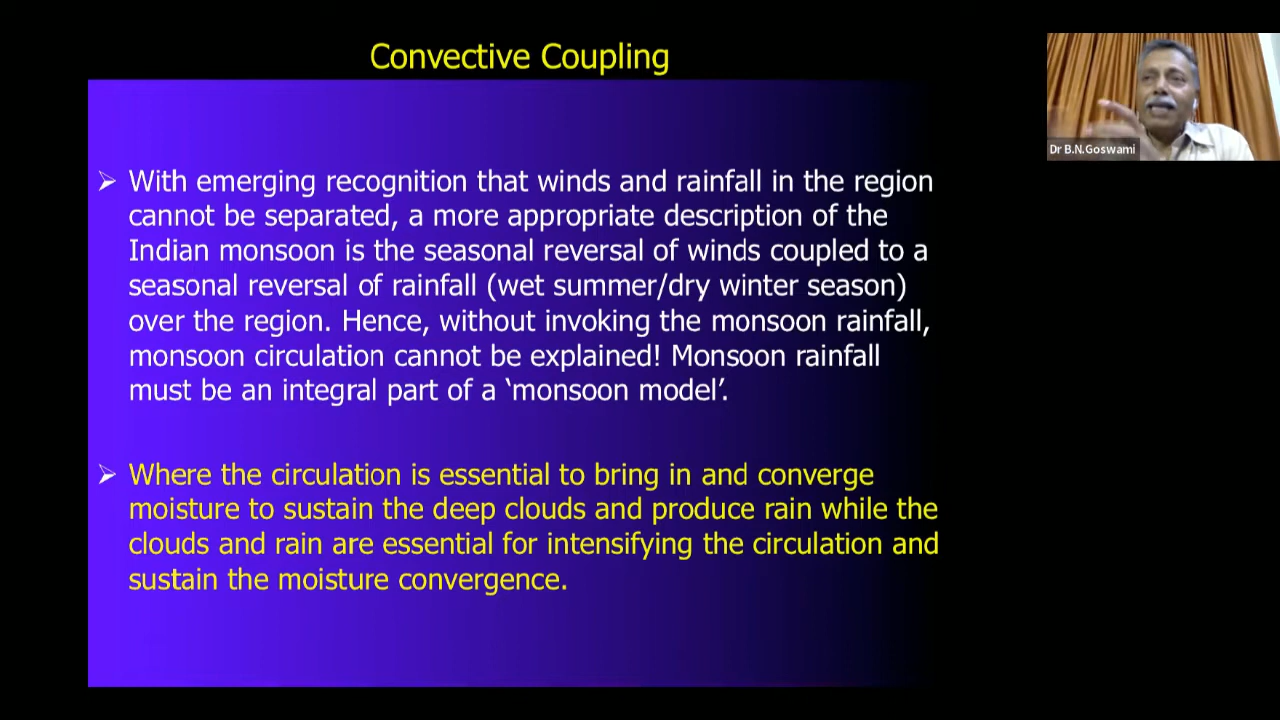 Convective Coupling
Dr B.N.Goswami
➢ With emerging recognition that winds and rainfall in the region
cannot be separated, a more appropriate description of the
Indian monsoon is the seasonal reversal of winds coupled to a
seasonal reversal of rainfall (wet summer/dry winter season)
over the region. Hence, without invoking the monsoon rainfall,
monsoon circulation cannot be explained! Monsoon rainfall
must be an integral part of a ‘monsoon model’.
➢ Where the circulation is essential to bring in and converge
moisture to sustain the deep clouds and produce rain while the
clouds and rain are essential for intensifying the circulation and
sustain the moisture convergence.